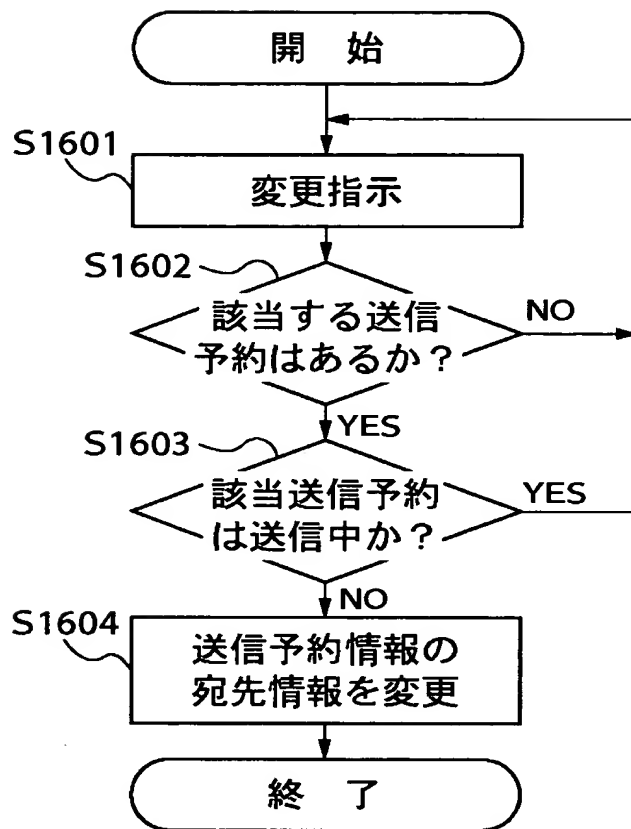 開 始
S1601
変更指示
S1602
該当する送信
予約はあるか?
NO
YES
S1603
該当送信予約
は送信中か?
YES
NO
S1604
送信予約情報の
宛先情報を変更
終 了